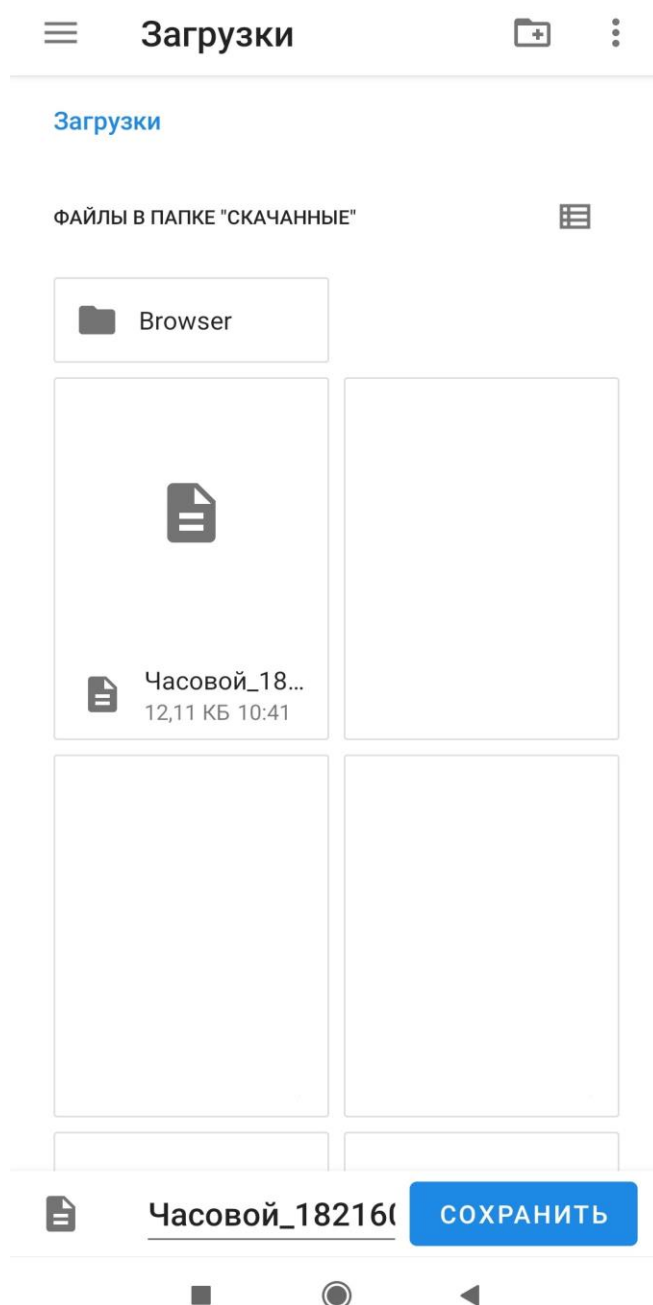 Загрузки
Загрузки
ФАЙЛЫ В ПАПКЕ "СКАЧАННЫЕ"
Browser
Часовой_18...
12,11 КБ 10:41
Часовой_18216
СОХРАНИТЬ